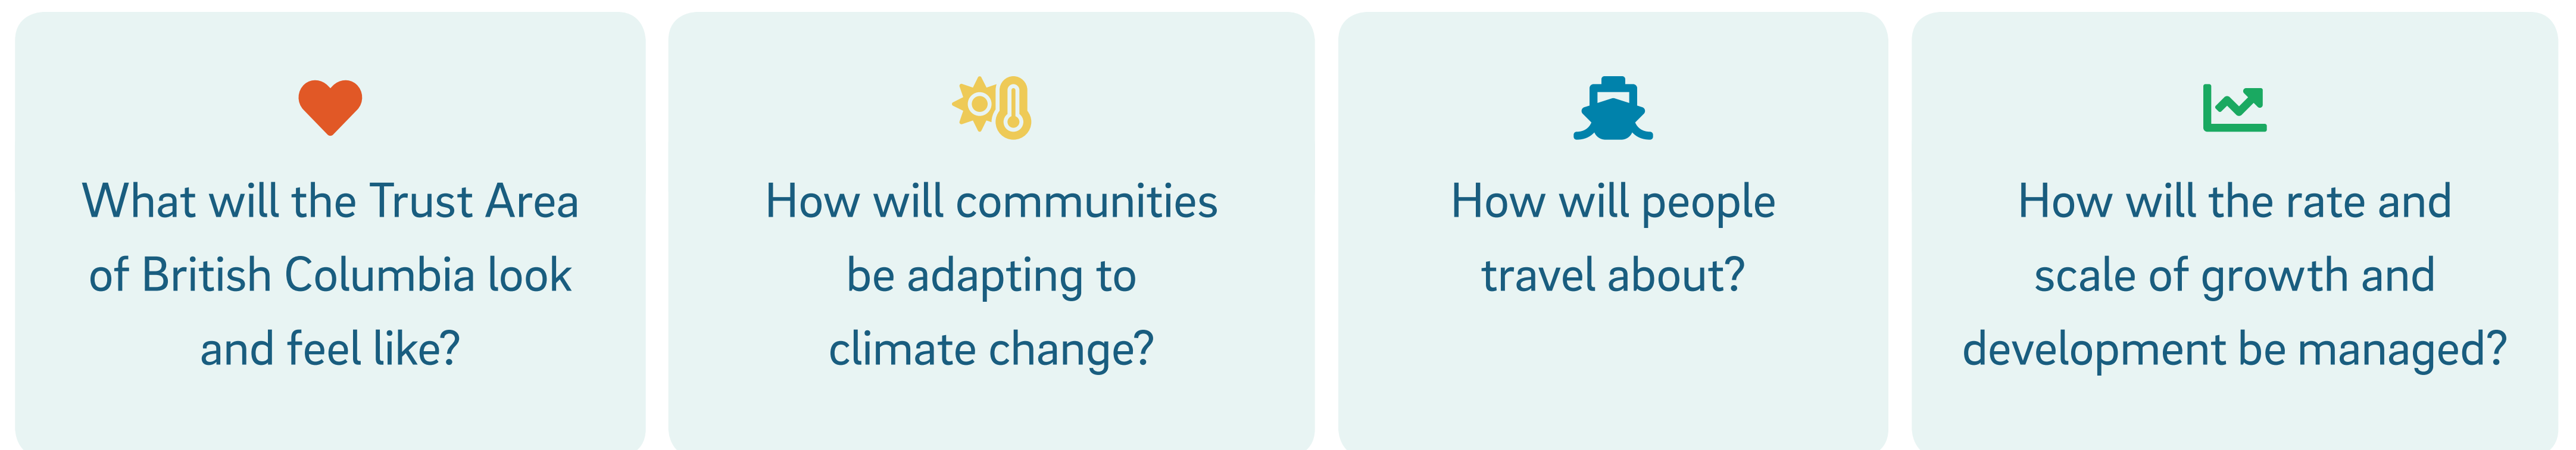 What will the Trust Area
of British Columbia look
and feel like?
How will communities
be adapting to
climate change?
How will people
travel about?
How will the rate and
scale of growth and
development be managed?